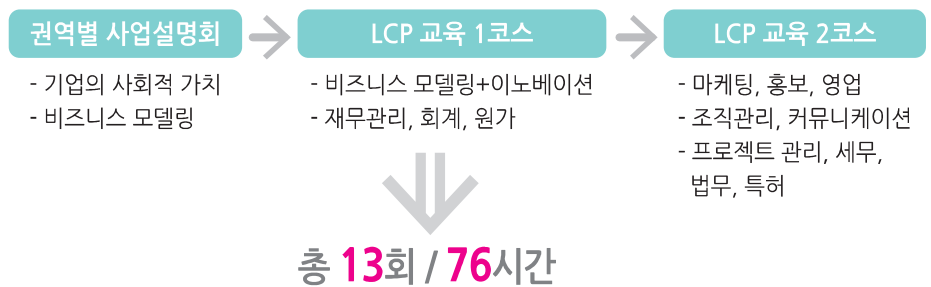 권역별 사업설명회
- 기업의 사회적 가치
- 비즈니스 모델링
LCP 교육 1코스
- 비즈니스 모델링+이노베이션
- 재무관리, 회계, 원가
LCP 교육 2코스
- 마케팅, 홍보, 영업
- 조직관리, 커뮤니케이션
- 프로젝트 관리, 세무,
법무, 특허
총 13회 / 76시간